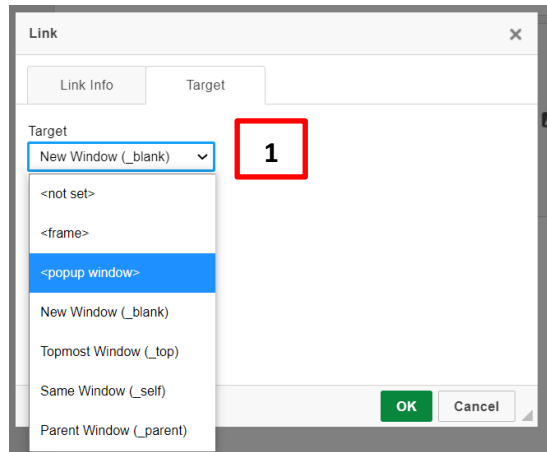 Link
Link Info Target
Target
New Window (_blank)
1
<not set>
<frame>
<popup window>
New Window (_blank)
Topmost Window (_top)
Same Window (_self)
Parent Window (_parent)
OK Cancel